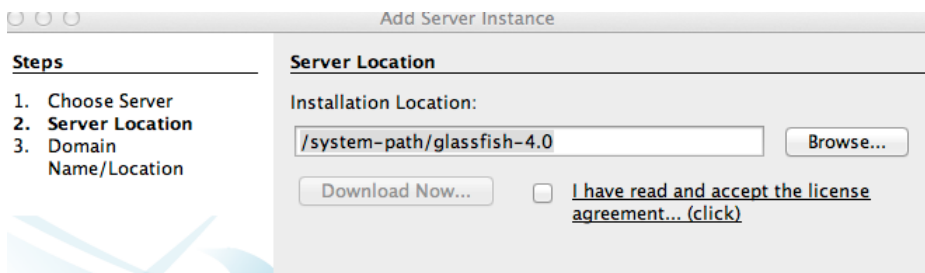 Add Server Instance
Steps
1. Choose Server
2. Server Location
3. Domain
Name/Location
Server Location
Installation Location:
/system-path/glassfish-4.0
Browse...
Download Now...
I have read and accept the license
agreement... (click)